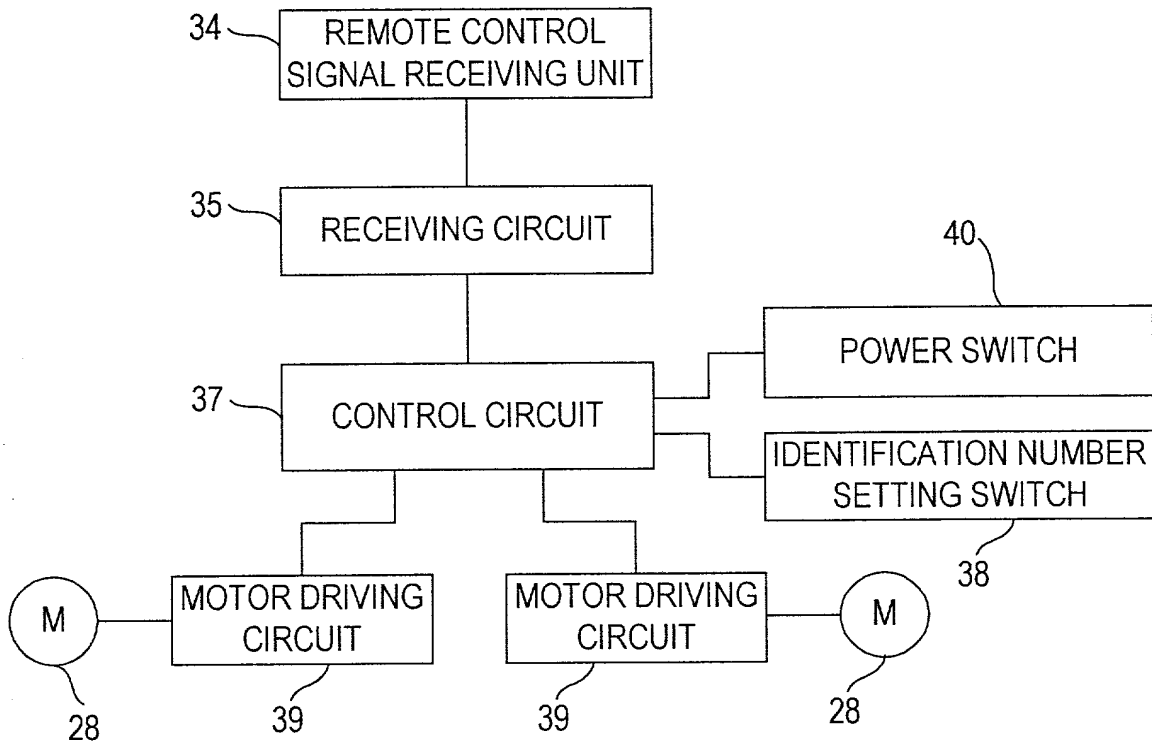 34
REMOTE CONTROL
SIGNAL RECEIVING UNIT
35
RECEIVING CIRCUIT
40
POWER SWITCH
37
CONTROL CIRCUIT
IDENTIFICATION NUMBER
SETTING SWITCH
38
M
MOTOR DRIVING
CIRCUIT
MOTOR DRIVING
CIRCUIT
M
28
39
39
28